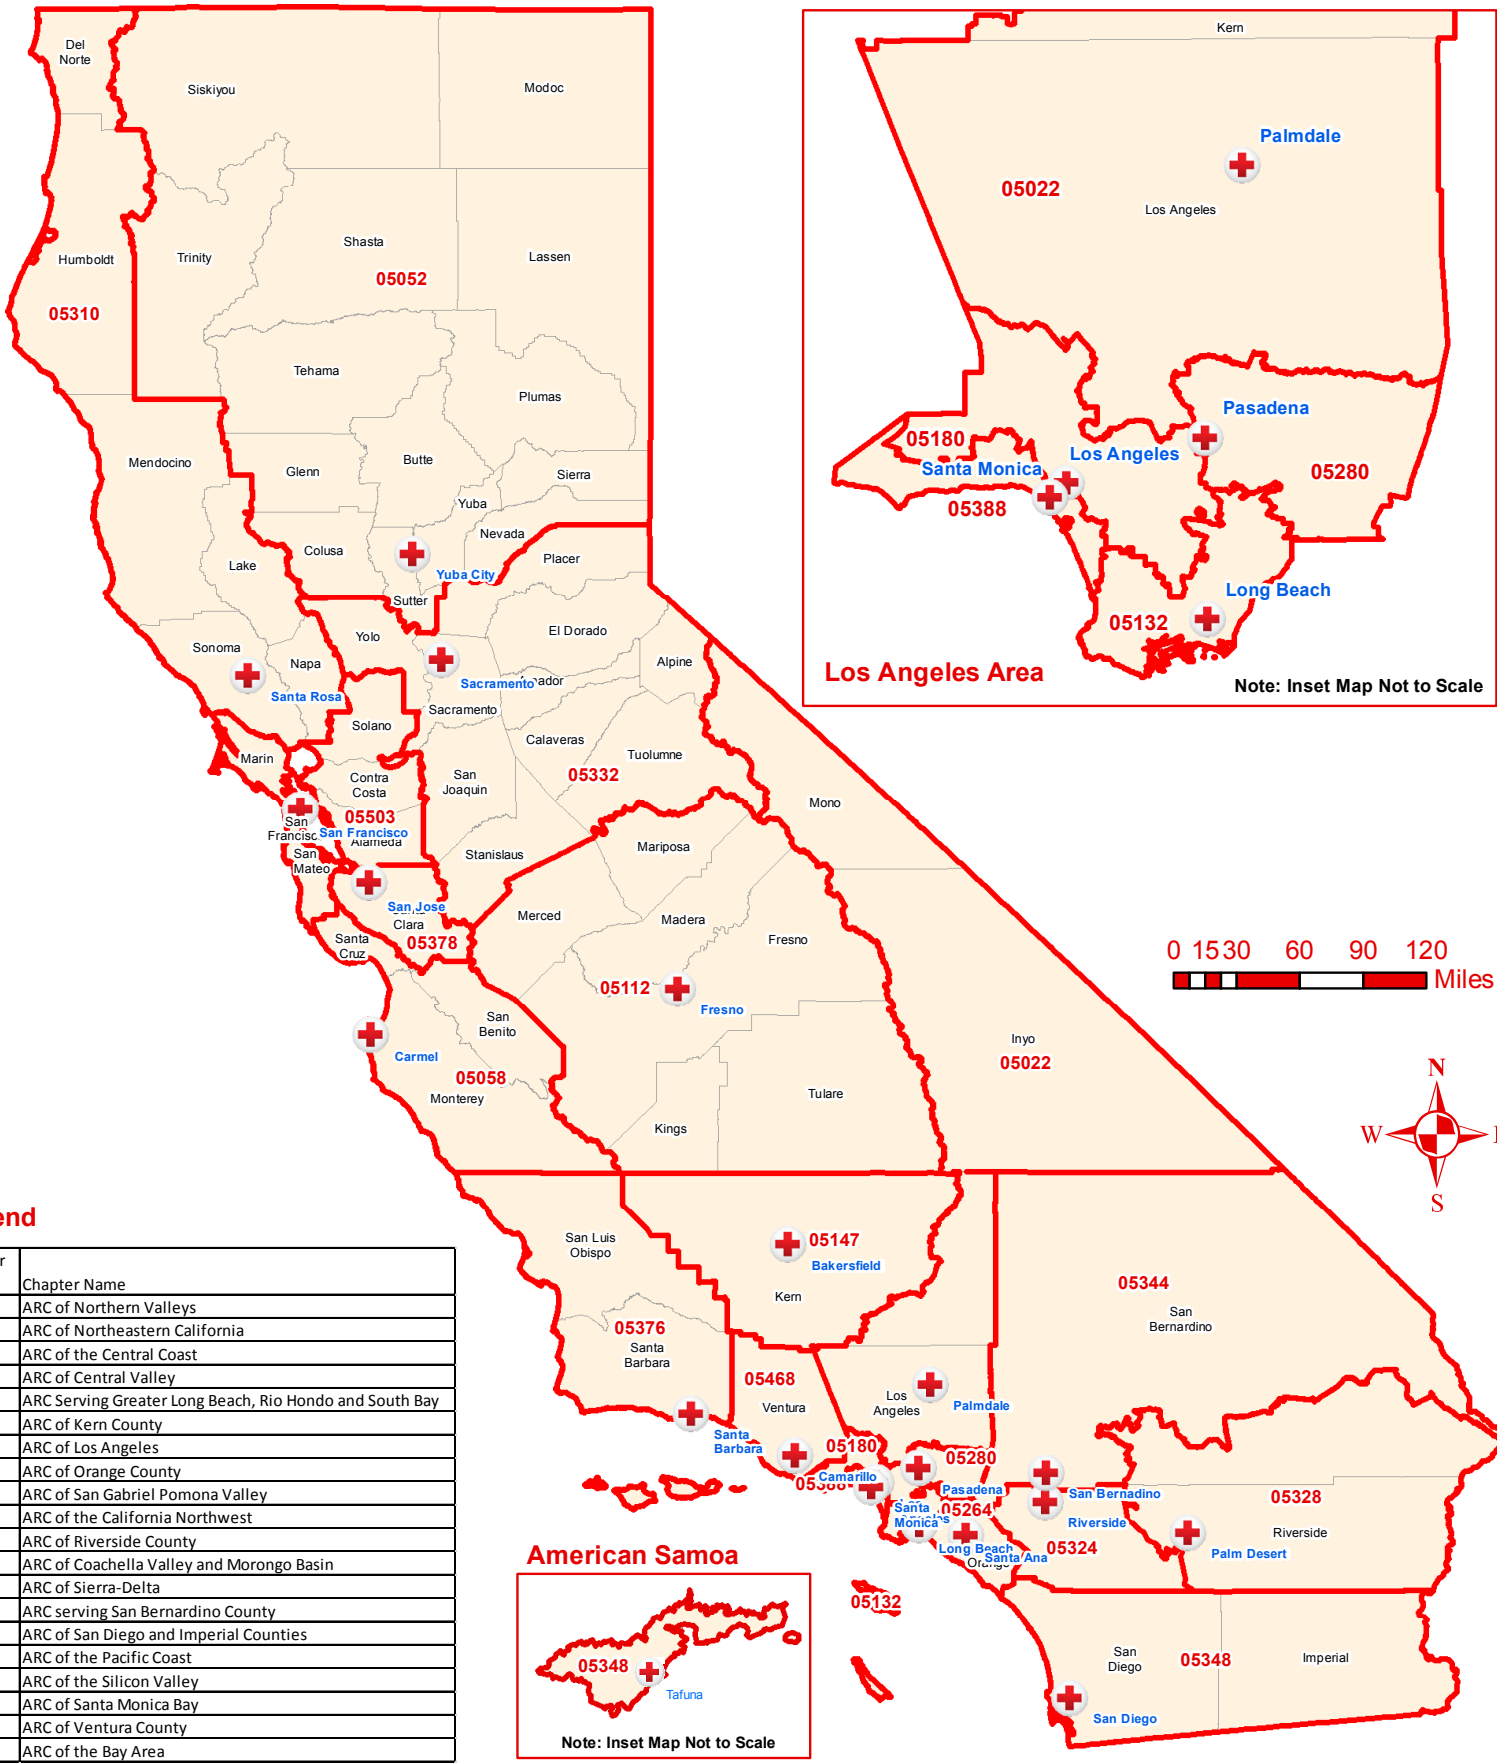 Del
Norte
Siskiyou
Modoc
Humboldt
05310
Trinity
Shasta
05052
Lassen
Tehama
Plumas
Mendocino
Glenn
Butte
Sierra
Yuba
Nevada
Colusa
Lake
Placer
Yuba City
Sutter
Yolo
El Dorado
Sonoma
Napa
Alpine
Santa Rosa
Sacramento
Sacramento
Solano
Calaveras
Tuolumne
Marin
Contra
Costa
San
Joaquin
05332
Mono
05503
San
Francisco
Alameda
San
Mateo
Stanislaus
Mariposa
San Jose
Clara
Merced
Madera
Fresno
Santa
Cruz
05378
05112
Fresno
San
Benito
Carmel
05058
Monterey
Inyo
05022
Tulare
Kings
San Luis
Obispo
05147
Bakersfield
Kern
05344
San
Bernardino
05376
Santa
Barbara
05468
Ventura
Los
Angeles
Palmdale
Santa
Barbara
05180
Camarillo
05388
05280
Pasadena
Santa
Monica
05264
San Bernadino
Riverside
05328
Riverside
Long Beach
Santa Ana
Orange
05324
Palm Desert
05132
San
Diego
05348
Imperial
San Diego
Kern
Palmdale
05022
Los Angeles
Pasadena
05180
Los Angeles
Santa Monica
05280
05388
Long Beach
05132
Los Angeles Area
Note: Inset Map Not to Scale
0 15 30 60 90 120
Miles
N
W
S
American Samoa
05348
Tafuna
Note: Inset Map Not to Scale
end
r
Chapter Name
ARC of Northern Valleys
ARC of Northeastern California
ARC of the Central Coast
ARC of Central Valley
ARC Serving Greater Long Beach, Rio Hondo and South Bay
ARC of Kern County
ARC of Los Angeles
ARC of Orange County
ARC of San Gabriel Pomona Valley
ARC of the California Northwest
ARC of Riverside County
ARC of Coachella Valley and Morongo Basin
ARC of Sierra-Delta
ARC serving San Bernardino County
ARC of San Diego and Imperial Counties
ARC of the Pacific Coast
ARC of the Silicon Valley
ARC of Santa Monica Bay
ARC of Ventura County
ARC of the Bay Area